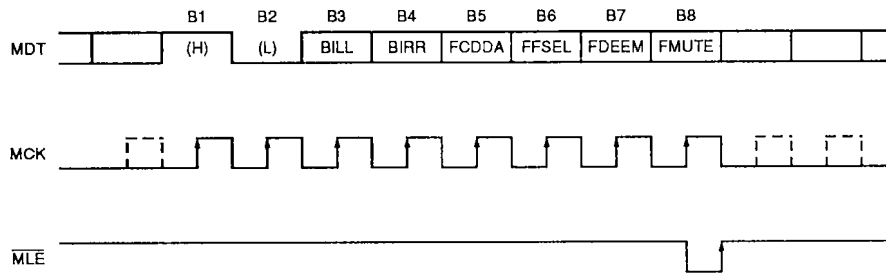 B1 B2 B3 B4 B5 B6 B7 B8
MDT (H) (L) BILL BIRR FCDDA FFSEL FDEEM FMUTE
MCK
MLE